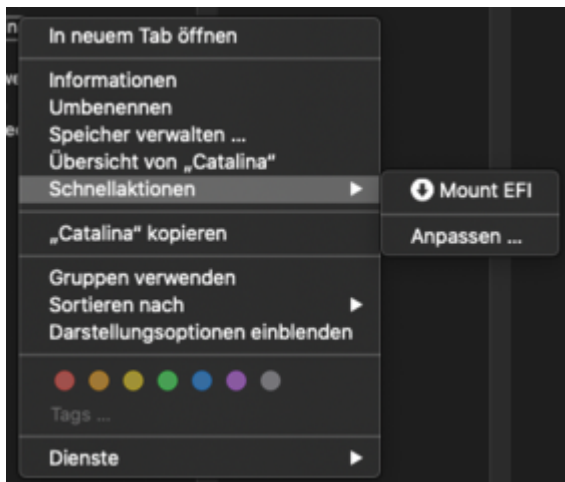 In neuem Tab öffnen
Informationen
Umbenennen
Speicher verwalten ...
Übersicht von „Catalina“
Schnellaktionen
Mount EFI
Anpassen ...
„Catalina“ kopieren
Gruppen verwenden
Sortieren nach
Darstellungsoptionen einblenden
Tags ...
Dienste